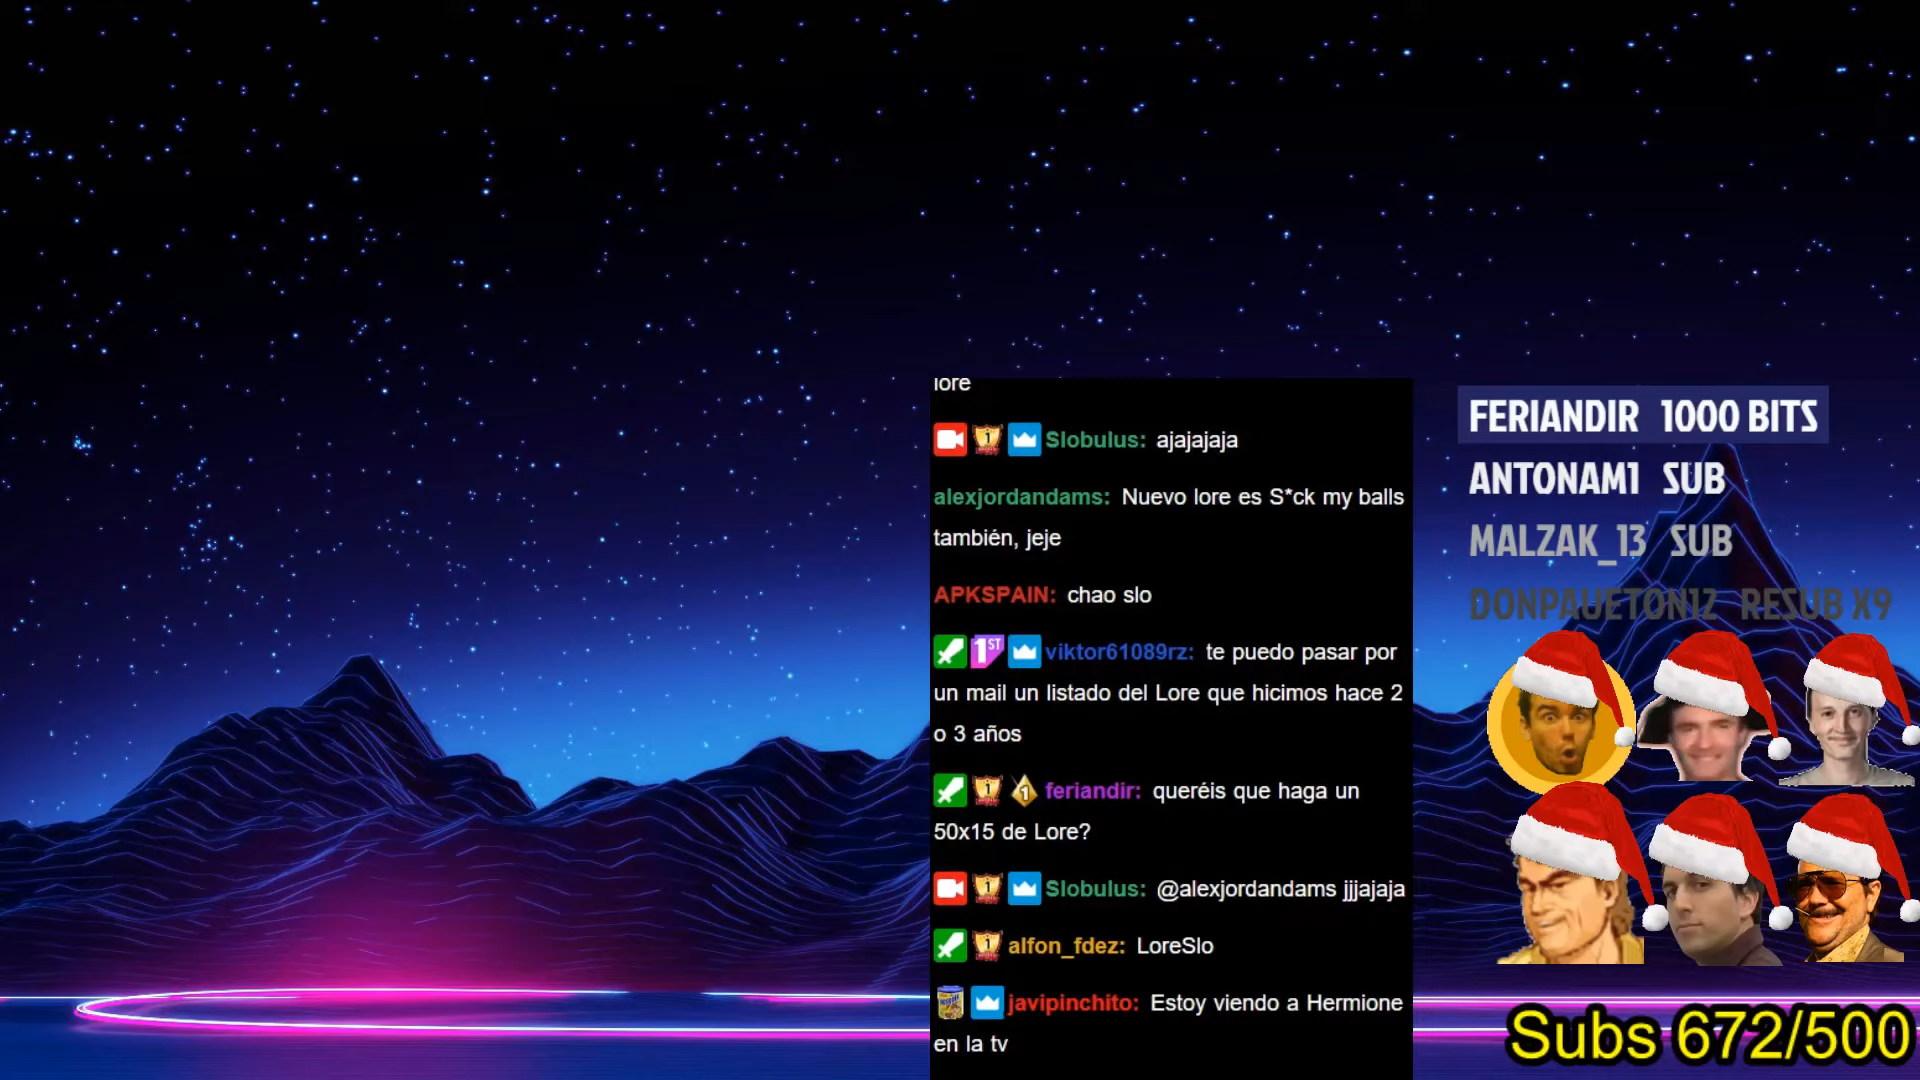 lore
Slobulus: ajajajaja
alexjordandams: Nuevo lore es S*ck my balls
también, jeje
APKSPAIN: chao slo
1ST viktor61089rz: te puedo pasar por
un mail un listado del Lore que hicimos hace 2
o 3 años
1 feriandir: queréis que haga un
50x15 de Lore?
Slobulus: @alexjordandams jjjajaja
alfon_fdez: LoreSlo
javipinchito: Estoy viendo a Hermione
en la tv
FERIANDIR 1000 BITS
ANTONAM1 SUB
MALZAK_13 SUB
DONPAUETON12 RESUB X9
Subs 672/500